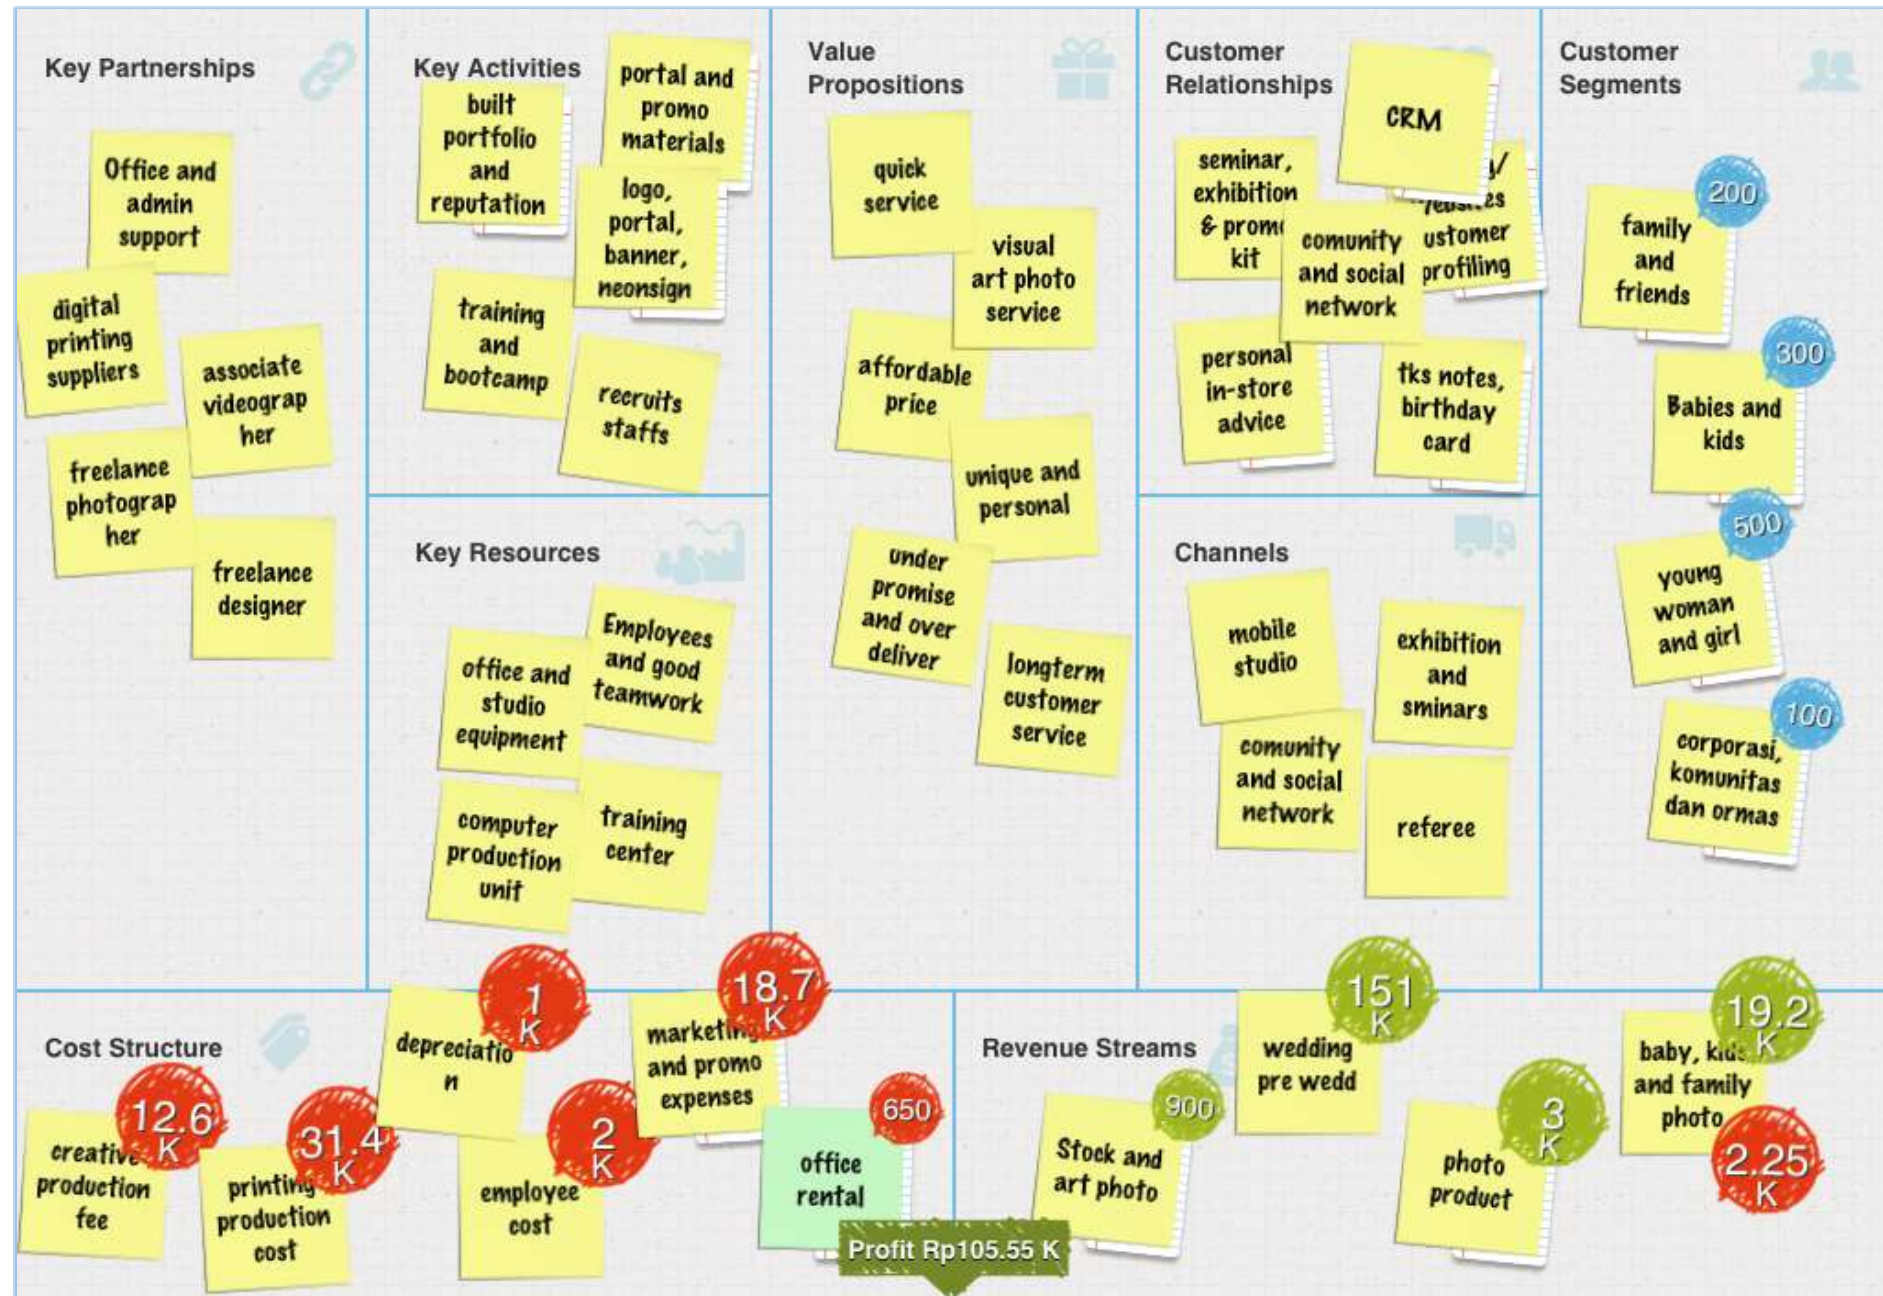 Key Partnerships
Office and
admin
support
digital
printing
suppliers
associate
videograp
her
freelance
photograp
her
freelance
designer
Key Activities
built
portfolio
and
reputation
portal and
promo
materials
logo,
portal,
banner,
neonsign
training
and
bootcamp
recruits
staffs
Key Resources
Employees
and good
teamwork
office and
studio
equipment
computer
production
unit
training
center
Value
Propositions
quick
service
visual
art photo
service
affordable
price
unique and
personal
under
promise
and over
deliver
longterm
customer
service
Customer
Relationships
CRM
seminar,
exhibition
& promo
kit
comunity
and social
network
profiling
personal
in-store
advice
tks notes,
birthday
card
Channels
mobile
studio
exhibition
and
sminars
comunity
and social
network
referee
Customer
Segments
200
family
and
friends
300
Babies and
kids
500
young
woman
and girl
100
corporasi,
komunitas
dan ormas
Cost Structure
12.6
K
creative
production
fee
31.4
K
printing
production
cost
1
K
depreciatio
n
2
K
employee
cost
18.7
K
marketing
and promo
expenses
650
office
rental
Profit Rp105.55 K
Revenue Streams
900
Stock and
art photo
151
K
wedding
pre wedd
3
K
photo
product
19.2
K
baby, kids
and family
photo
2.25
K